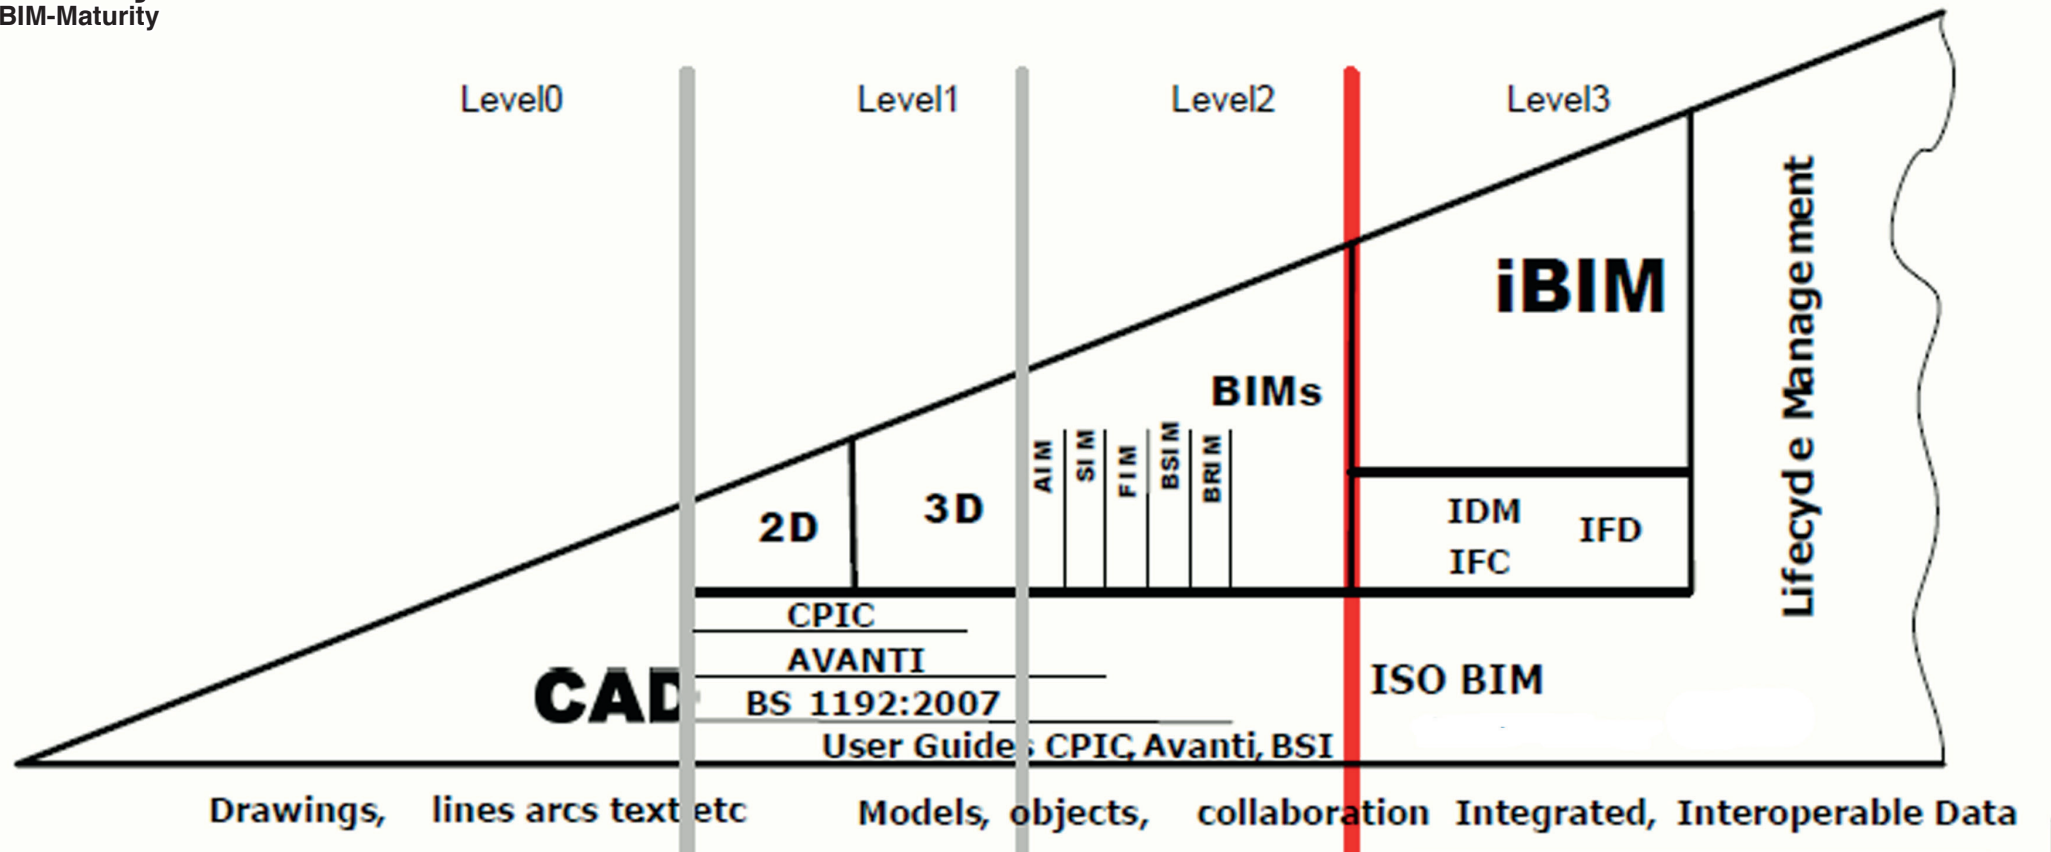 BIM-Maturity
Level0 Level1 Level2 Level3
iBIM
Lifecycle Management
BIMs
AIM
SIM
FIM
BSIM
BRIM
2D 3D
IDM
IFD
IFC
CPIC
AVANTI
CAD
BS 1192:2007
ISO BIM
User Guides CPIC, Avanti, BSI
Drawings, lines arcs text etc Models, objects, collaboration Integrated, Interoperable Data